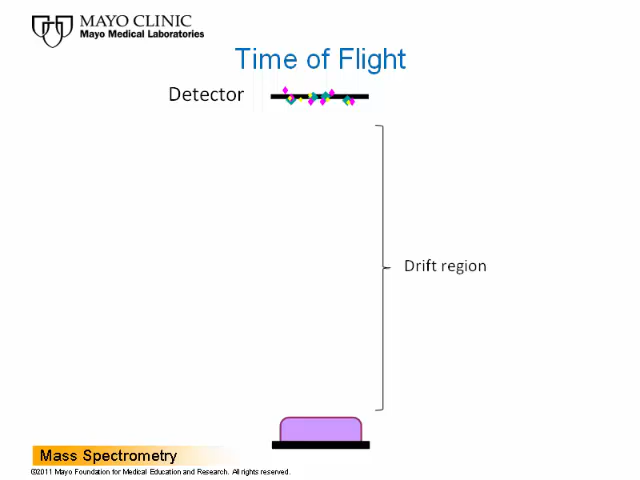 MAYO CLINIC
Mayo Medical Laboratories
Time of Flight
Detector
Drift region
Mass Spectrometry
©2011 Mayo Foundation for Medical Education and Research. All rights reserved.